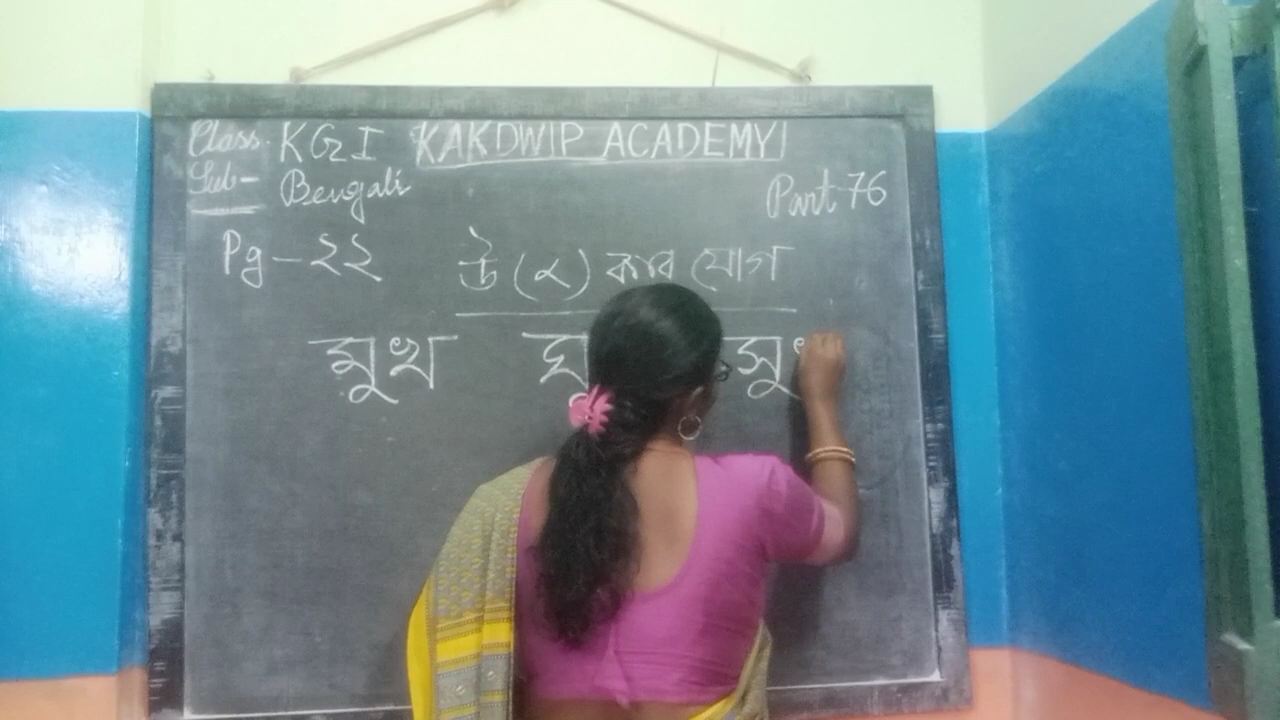 Class. KG I KAKDWIP ACADEMY
Sub- Bengali Part 76
Pg - ২২ উ (ু) কার যোগ
মুখ